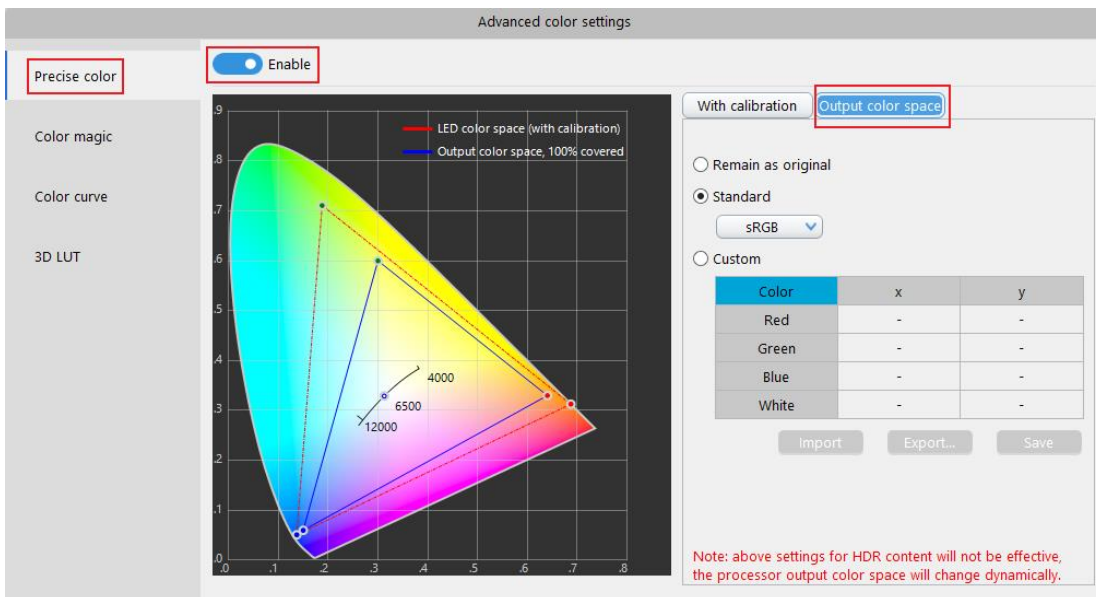 Advanced color settings
Precise color
Color magic
Color curve
3D LUT
Enable
.9
.8
.7
.6
.5
.4
.3
.2
.1
.0
.0 .1 .2 .3 .4 .5 .6 .7 .8
LED color space (with calibration)
Output color space, 100% covered
4000
6500
12000
With calibration Output color space
Remain as original
Standard
sRGB
Custom
Color x y
Red - -
Green - -
Blue - -
White - -
Import Export... Save
Note: above settings for HDR content will not be effective,
the processor output color space will change dynamically.